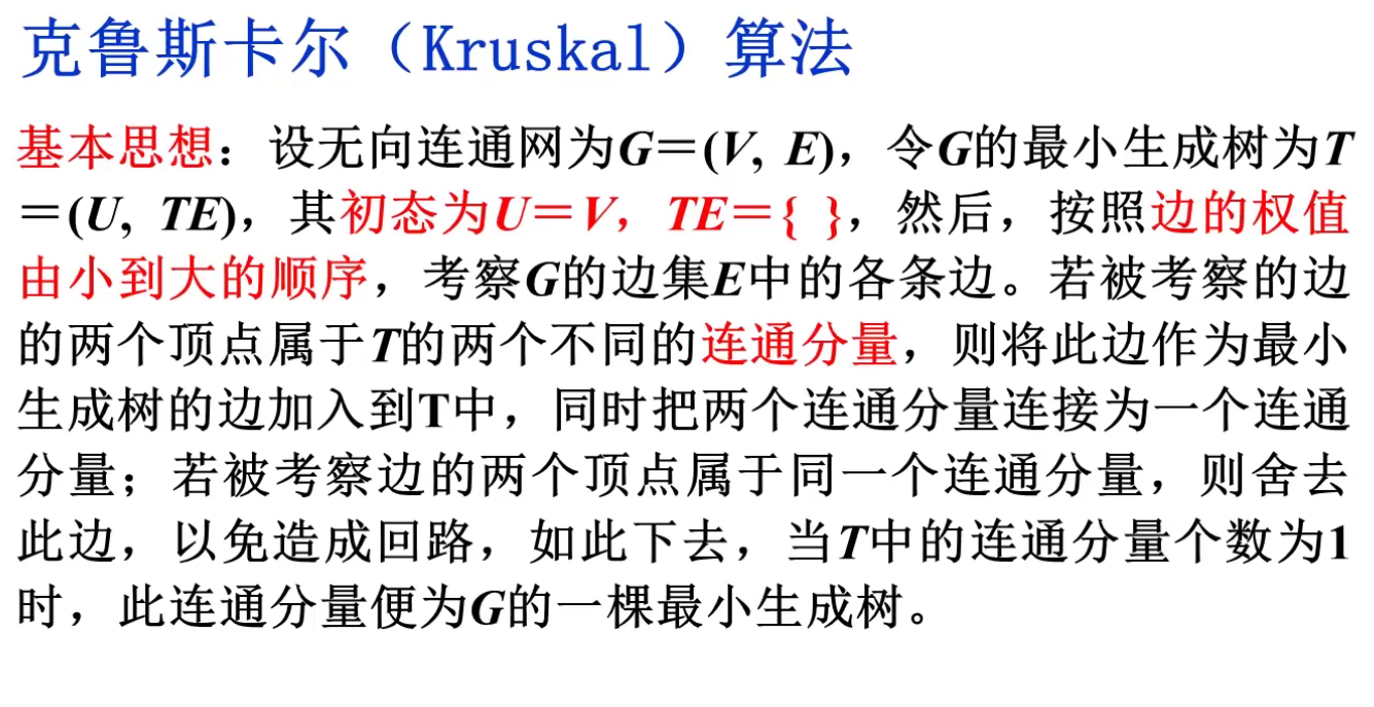 克鲁斯卡尔（Kruskal）算法
基本思想：设无向连通网为G＝(V, E)，令G的最小生成树为T
＝(U, TE)，其初态为U＝V，TE＝{ }，然后，按照边的权值
由小到大的顺序，考察G的边集E中的各条边。若被考察的边
的两个顶点属于T的两个不同的连通分量，则将此边作为最小
生成树的边加入到T中，同时把两个连通分量连接为一个连通
分量；若被考察边的两个顶点属于同一个连通分量，则舍去
此边，以免造成回路，如此下去，当T中的连通分量个数为1
时，此连通分量便为G的一棵最小生成树。